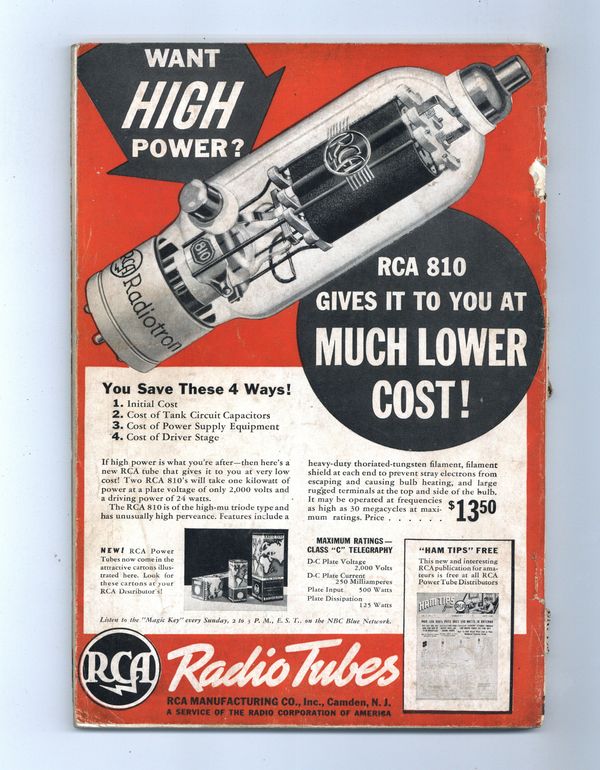 WANT
HIGH
POWER?
RCA
810
RCA
Radiotron
RCA 810
GIVES IT TO YOU AT
MUCH LOWER
COST!
You Save These 4 Ways!
1. Initial Cost
2. Cost of Tank Circuit Capacitors
3. Cost of Power Supply Equipment
4. Cost of Driver Stage
If high power is what you're after—then here's a
new RCA tube that gives it to you at very low
cost! Two RCA 810's will take one kilowatt of
power at a plate voltage of only 2,000 volts and
a driving power of 24 watts.
The RCA 810 is of the high-mu triode type and
has unusually high perveance. Features include a
heavy-duty thoriated-tungsten filament, filament
shield at each end to prevent stray electrons from
escaping and causing bulb heating, and large
rugged terminals at the top and side of the bulb.
It may be operated at frequencies
as high as 30 megacycles at maxi-
mum ratings. Price . . . . . . $13.50
NEW! RCA Power
Tubes now come in the
attractive cartons illus-
trated here. Look for
these cartons at your
RCA Distributor's!
MAXIMUM RATINGS—
CLASS "C" TELEGRAPHY
D-C Plate Voltage
2,000 Volts
D-C Plate Current
250 Milliamperes
Plate Input 500 Watts
Plate Dissipation
125 Watts
"HAM TIPS" FREE
This new and interesting
RCA publication for ama-
teurs is free at all RCA
Power Tube Distributors
HAM TIPS
Listen to the "Magic Key" every Sunday, 2 to 3 P. M., E. S. T., on the NBC Blue Network.
RCA
Radio Tubes
RCA MANUFACTURING CO., Inc., Camden, N. J.
A SERVICE OF THE RADIO CORPORATION OF AMERICA